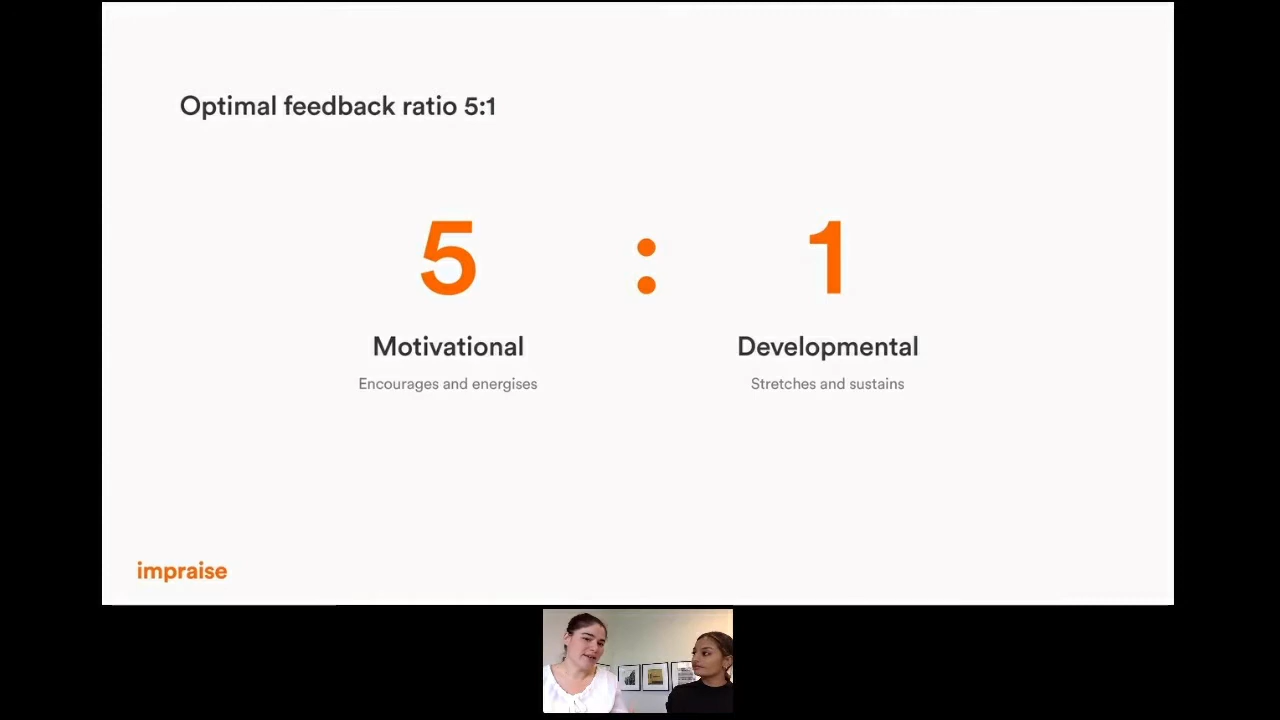 Optimal feedback ratio 5:1
5 : 1
Motivational Developmental
Encourages and energises Stretches and sustains
impraise